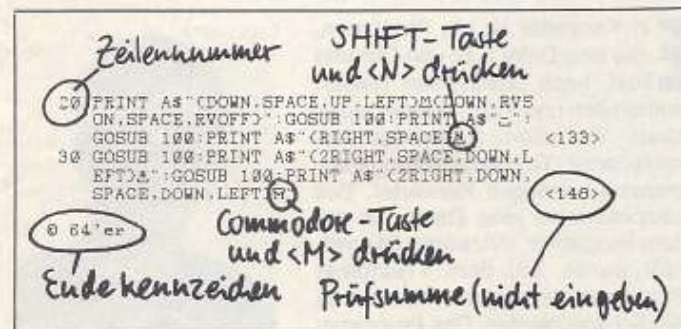 Zeilennummer
SHIFT-Taste
und <N> drücken
20 PRINT A$"{DOWN.SPACE.UP.LEFT}M{DOWN.RVS
ON.SPACE.RVOFF}":GOSUB 100:PRINT A$"_":
GOSUB 100:PRINT A$"{RIGHT.SPACE}N" <133>
30 GOSUB 100:PRINT A$"{2RIGHT.SPACE.DOWN.L
EFT}":GOSUB 100:PRINT A$"{2RIGHT.DOWN.
SPACE.DOWN.LEFT}M" <148>
© 64'er
Commodore-Taste
und <M> drücken
Endekennzeichen
Prüfsumme (nicht eingeben)